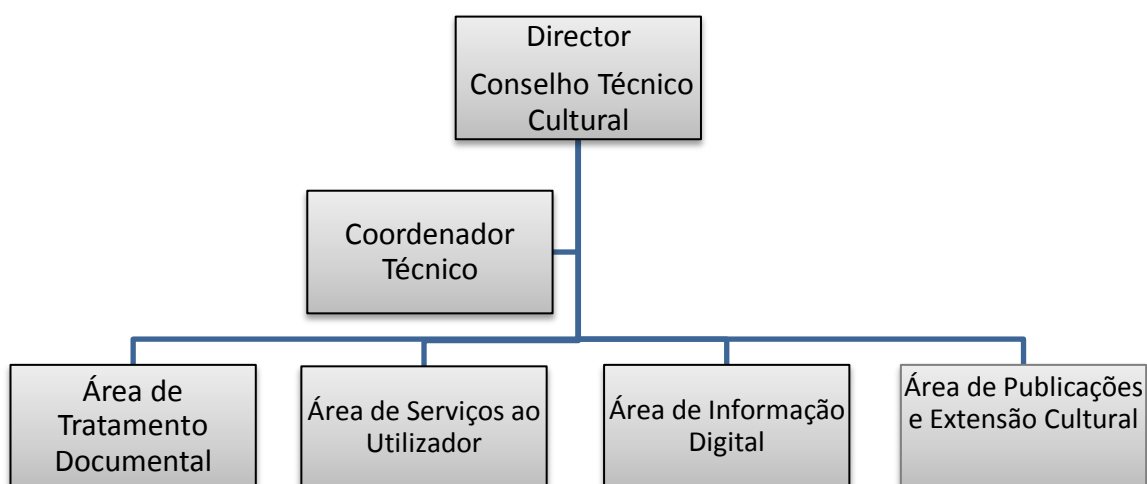 Director
Conselho Técnico
Cultural
Coordenador
Técnico
Área de
Tratamento
Documental
Área de Serviços ao
Utilizador
Área de Informação
Digital
Área de Publicações
e Extensão Cultural